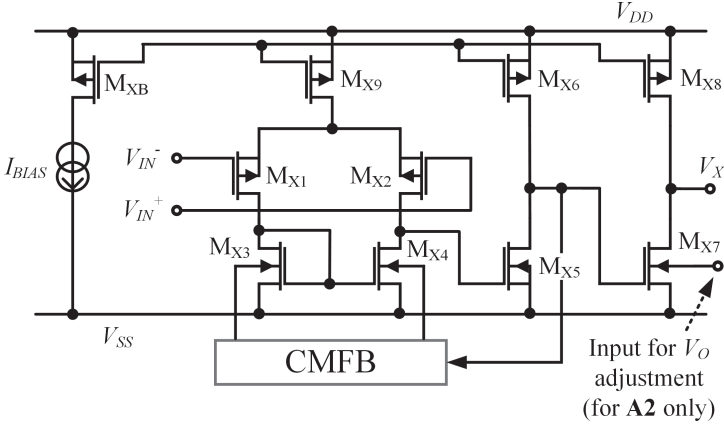 V_DD
M_XB
M_X9
M_X6
M_X8
I_BIAS
V_IN^-
M_X1
M_X2
V_X
V_IN^+
M_X3
M_X4
M_X5
M_X7
V_SS
CMFB
Input for V_O
adjustment
(for A2 only)